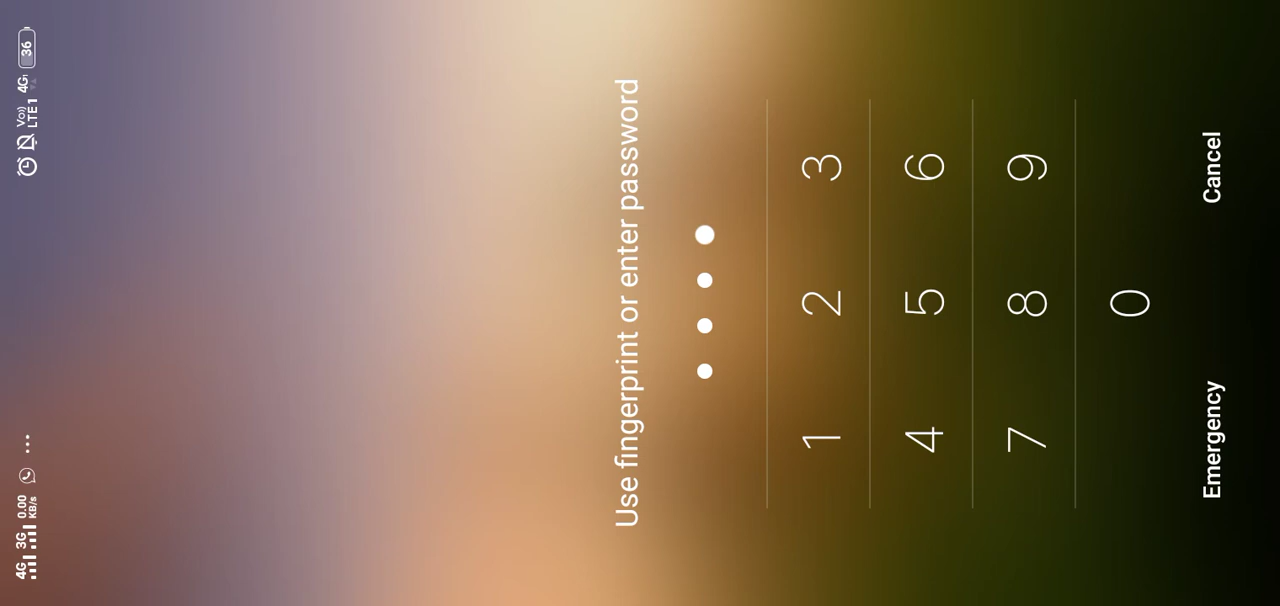 4G 3G 0.00 KB/s ... Vo)) LTE1 4G 36
Use fingerprint or enter password
1 2 3
4 5 6
7 8 9
0
Emergency Cancel